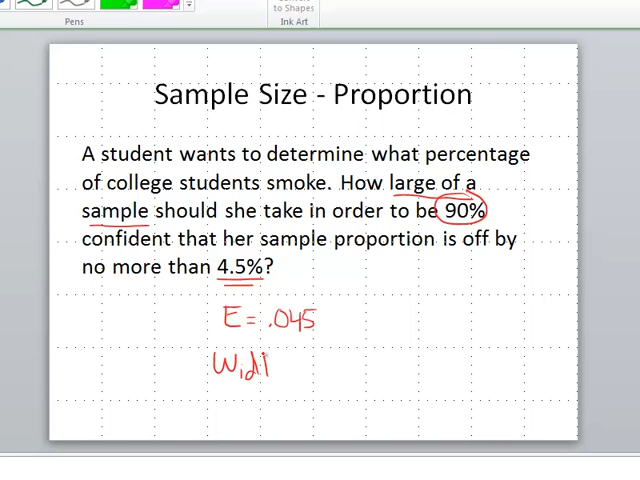 Convert
to Shapes
Pens
Ink Art
Sample Size - Proportion
A student wants to determine what percentage
of college students smoke. How large of a
sample should she take in order to be 90%
confident that her sample proportion is off by
no more than 4.5%?
E = .045
Widt